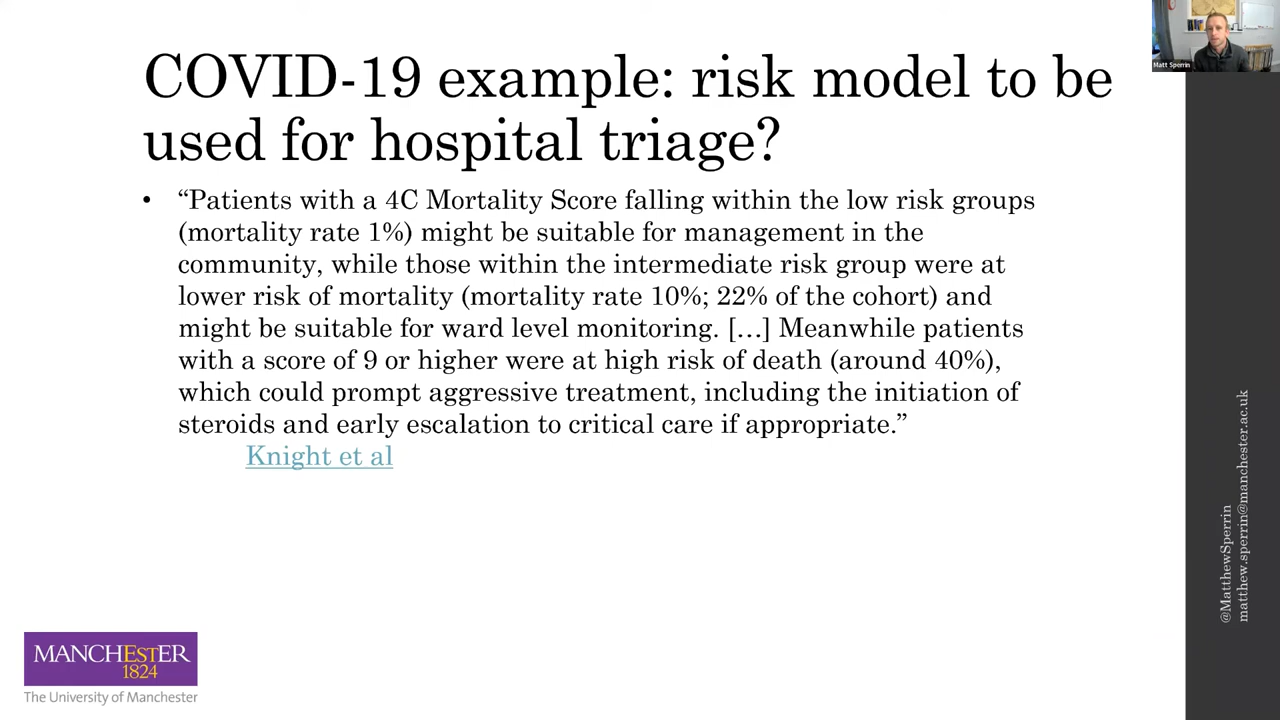 COVID-19 example: risk model to be
used for hospital triage?
• “Patients with a 4C Mortality Score falling within the low risk groups
(mortality rate 1%) might be suitable for management in the
community, while those within the intermediate risk group were at
lower risk of mortality (mortality rate 10%; 22% of the cohort) and
might be suitable for ward level monitoring. […] Meanwhile patients
with a score of 9 or higher were at high risk of death (around 40%),
which could prompt aggressive treatment, including the initiation of
steroids and early escalation to critical care if appropriate.”
Knight et al
Matt Sperrin
@MatthewSperrin
matthew.sperrin@manchester.ac.uk
MANCHESTER
1824
The University of Manchester